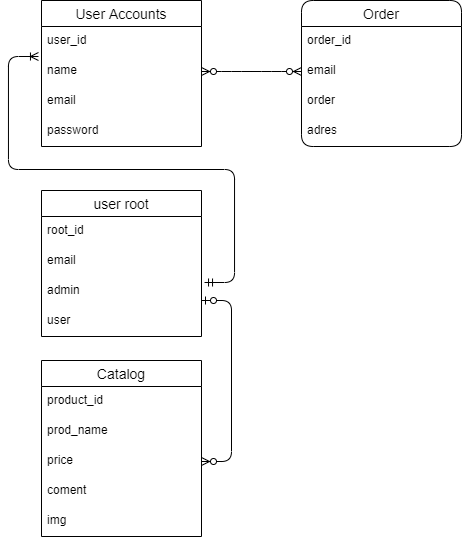 User Accounts
user_id
name
email
password
Order
order_id
email
order
adres
user root
root_id
email
admin
user
Catalog
product_id
prod_name
price
coment
img